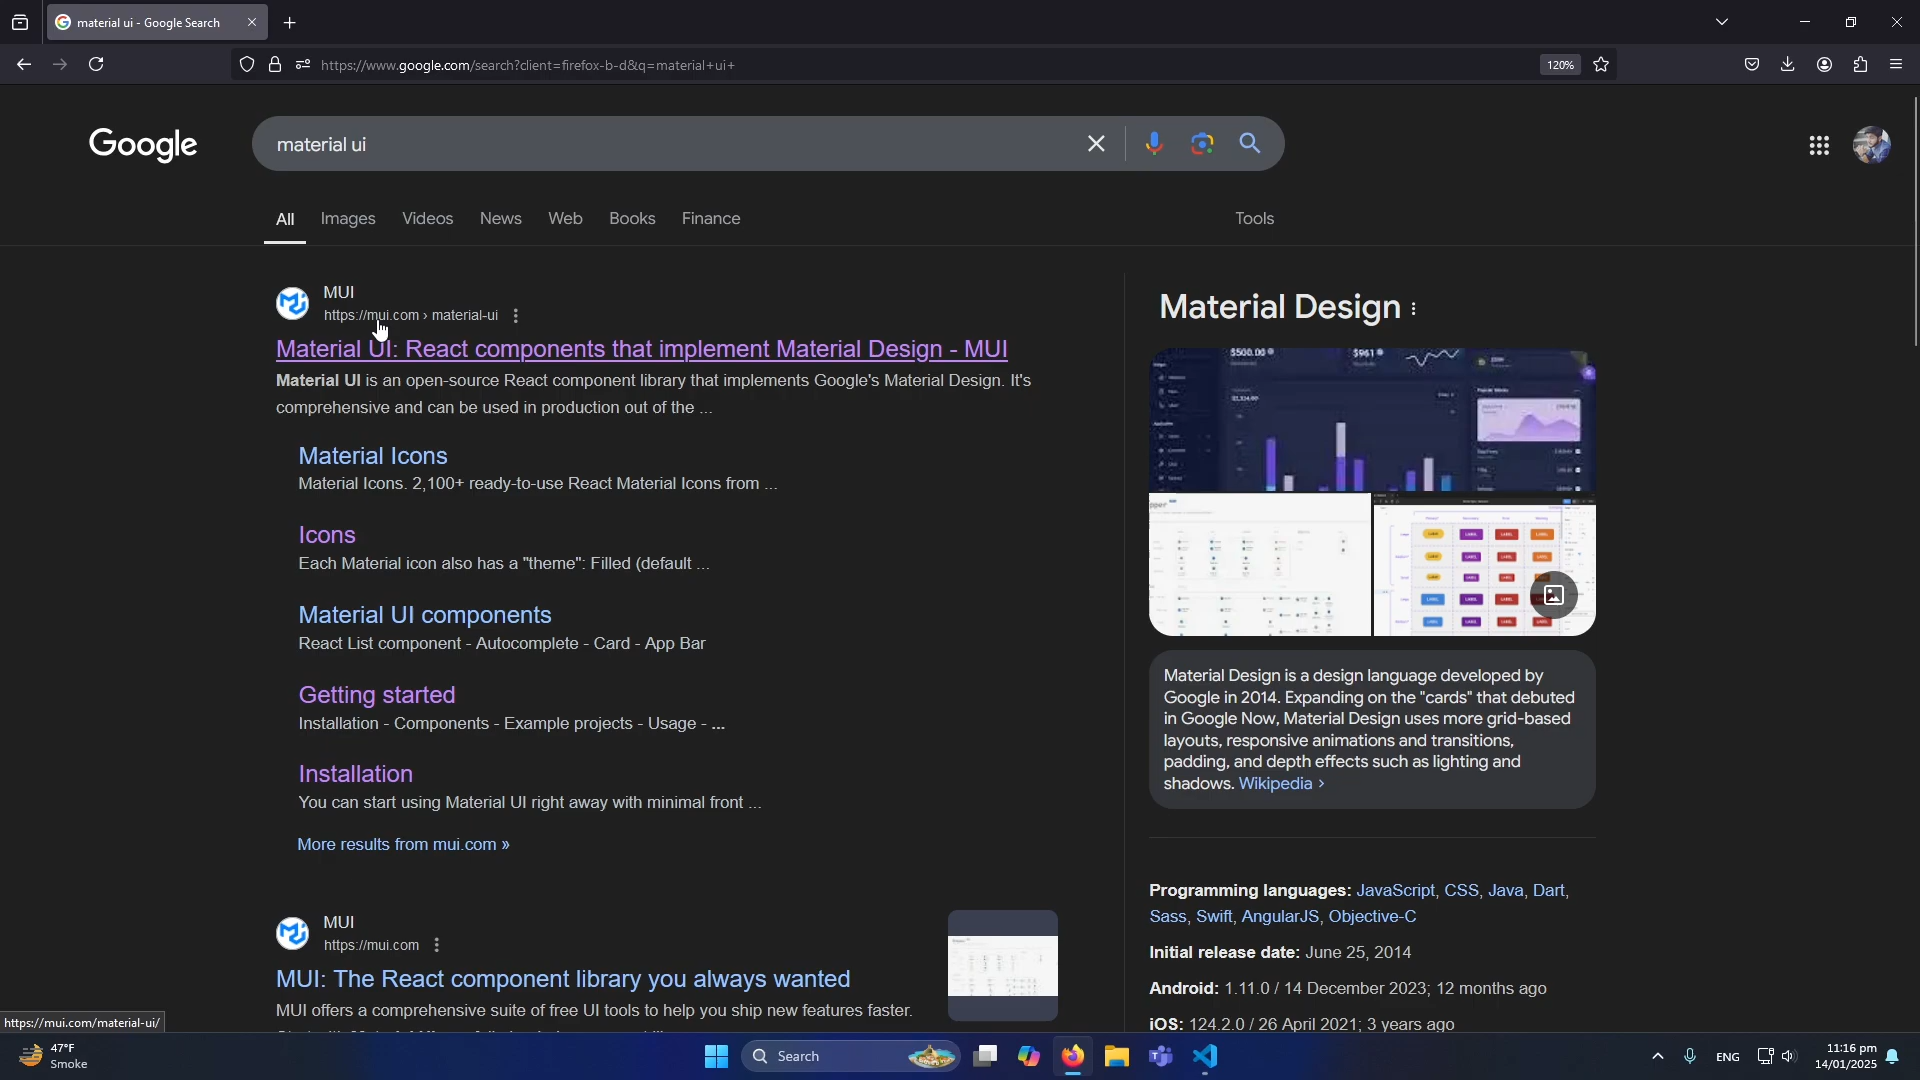 material ui - Google Search
https://www.google.com/search?client=firefox-b-d&q=material+ui+
120%
Google
material ui
All
Images
Videos
News
Web
Books
Finance
Tools
MUI
https://mui.com › material-ui
Material UI: React components that implement Material Design - MUI
Material UI is an open-source React component library that implements Google's Material Design. It's
comprehensive and can be used in production out of the ...
Material Icons
Material Icons. 2,100+ ready-to-use React Material Icons from ...
Icons
Each Material icon also has a "theme": Filled (default ...
Material UI components
React List component - Autocomplete - Card - App Bar
Getting started
Installation - Components - Example projects - Usage - ...
Installation
You can start using Material UI right away with minimal front ...
More results from mui.com »
MUI
https://mui.com
MUI: The React component library you always wanted
MUI offers a comprehensive suite of free UI tools to help you ship new features faster.
Material Design
$500.00
$961
Material Design is a design language developed by
Google in 2014. Expanding on the "cards" that debuted
in Google Now, Material Design uses more grid-based
layouts, responsive animations and transitions,
padding, and depth effects such as lighting and
shadows. Wikipedia ›
Programming languages: JavaScript, CSS, Java, Dart,
Sass, Swift, AngularJS, Objective-C
Initial release date: June 25, 2014
Android: 1.11.0 / 14 December 2023; 12 months ago
iOS: 124.2.0 / 26 April 2021; 3 years ago
https://mui.com/material-ui/
47°F
Smoke
Search
ENG
11:16 pm
14/01/2025